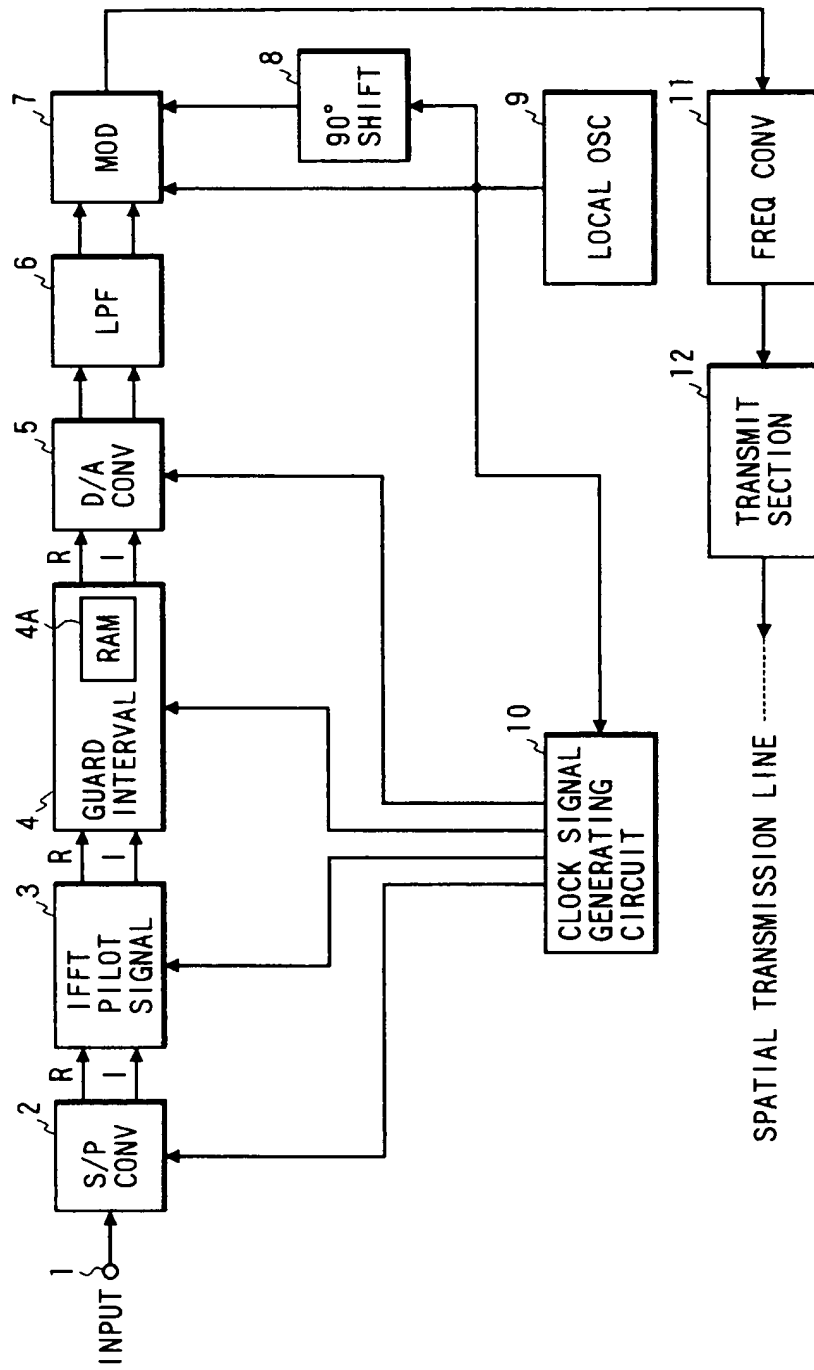 INPUT
1
2
S/P
CONV
R
I
3
IFFT
PILOT
SIGNAL
R
I
4
GUARD
INTERVAL
4A
RAM
R
I
5
D/A
CONV
6
LPF
7
MOD
8
90°
SHIFT
9
LOCAL OSC
10
CLOCK SIGNAL
GENERATING
CIRCUIT
11
FREQ CONV
12
TRANSMIT
SECTION
SPATIAL TRANSMISSION LINE